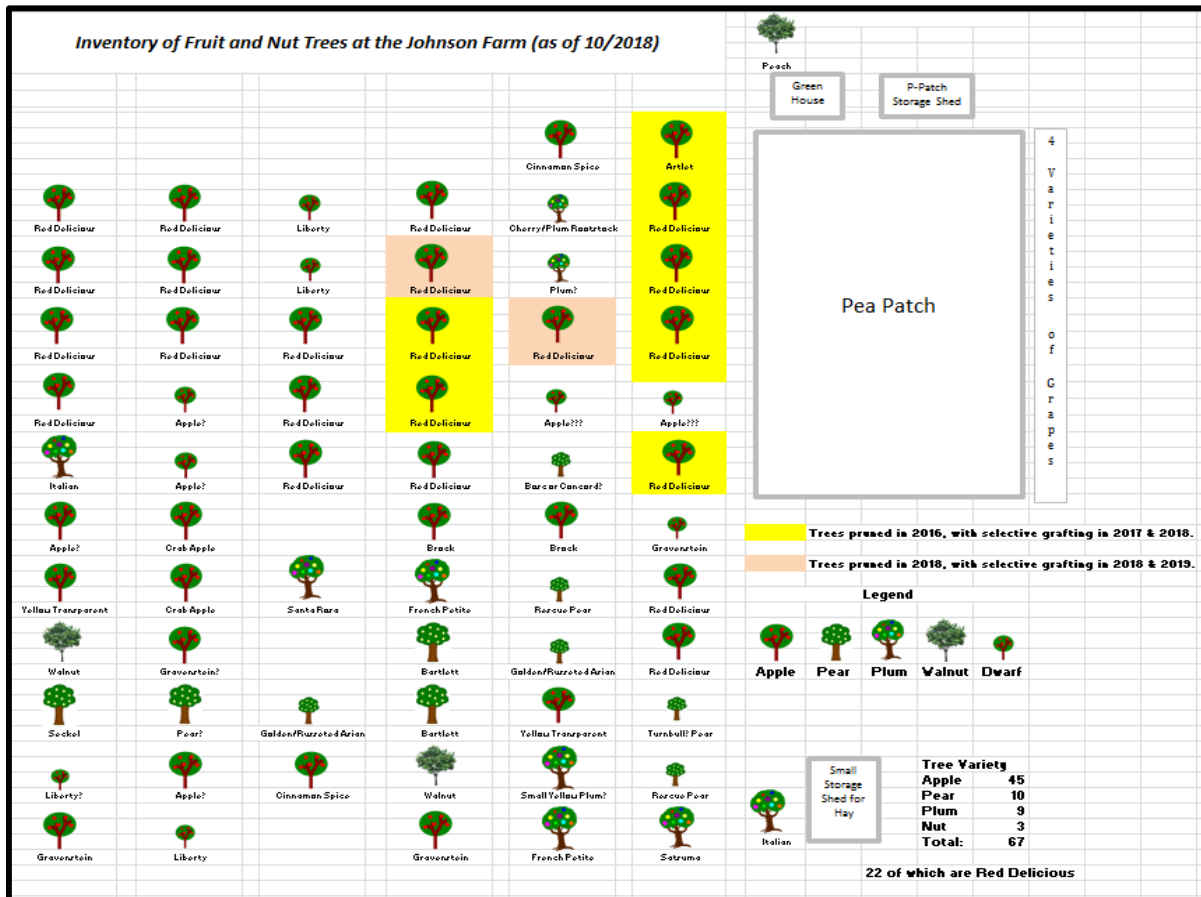 Inventory of Fruit and Nut Trees at the Johnson Farm (as of 10/2018)
Peach
Green
House
P-Patch
Storage Shed
Cinnamon Spice Artlet
Red Delicious Red Delicious Liberty Red Delicious Cherry/Plum Rootstock Red Delicious
Red Delicious Red Delicious Liberty Red Delicious Plum? Red Delicious
Red Delicious Red Delicious Red Delicious Red Delicious Red Delicious Red Delicious
Red Delicious Apple? Red Delicious Red Delicious Apple??? Apple???
Italian Apple? Red Delicious Red Delicious Bosc or Concord? Red Delicious
Apple? Crab Apple Brock Brock Gravenstein
Yellow Transparent Crab Apple Santa Rosa French Petite Rescue Pear Red Delicious
Walnut Gravenstein? Bartlett Golden/Russeted Asian Red Delicious
Seckel Pear? Golden/Russeted Asian Bartlett Yellow Transparent Turnbull? Pear
Liberty? Apple? Cinnamon Spice Walnut Small Yellow Plum? Rescue Pear
Gravenstein Liberty Gravenstein French Petite Satsuma
Pea Patch
4 Varieties of Grapes
Trees pruned in 2016, with selective grafting in 2017 & 2018.
Trees pruned in 2018, with selective grafting in 2018 & 2019.
Legend
Apple Pear Plum Walnut Dwarf
Italian
Small
Storage
Shed for
Hay
Tree Variety
Apple 45
Pear 10
Plum 9
Nut 3
Total: 67
22 of which are Red Delicious